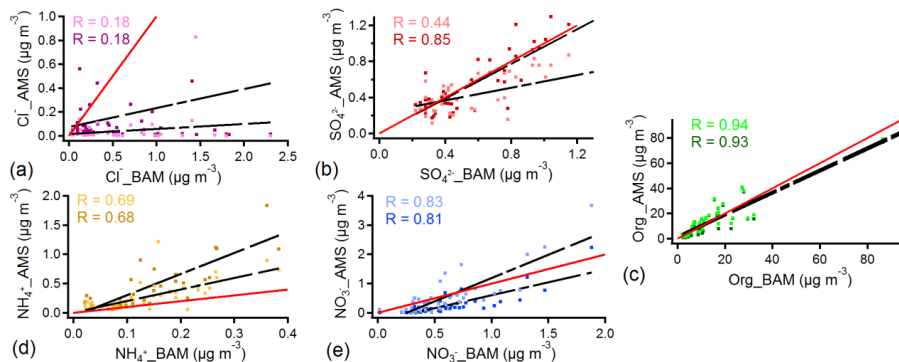 (a)
R = 0.18
R = 0.18
Cl⁻_AMS (µg m⁻³)
1.0
0.8
0.6
0.4
0.2
0.0
0.0 0.5 1.0 1.5 2.0 2.5
Cl⁻_BAM (µg m⁻³)
(b)
R = 0.44
R = 0.85
SO₄²⁻_AMS (µg m⁻³)
1.2
0.8
0.4
0.0
0.0 0.4 0.8 1.2
SO₄²⁻_BAM (µg m⁻³)
(c)
R = 0.94
R = 0.93
Org_AMS (µg m⁻³)
80
60
40
20
0
0 20 40 60 80
Org_BAM (µg m⁻³)
(d)
R = 0.69
R = 0.68
NH₄⁺_AMS (µg m⁻³)
2.0
1.5
1.0
0.5
0.0
0.0 0.1 0.2 0.3 0.4
NH₄⁺_BAM (µg m⁻³)
(e)
R = 0.83
R = 0.81
NO₃⁻_AMS (µg m⁻³)
4
2
0
0.0 0.5 1.0 1.5 2.0
NO₃⁻_BAM (µg m⁻³)